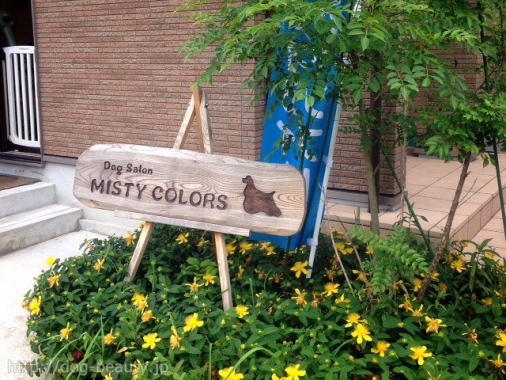 Dog Salon
MISTY COLORS
http://dog-beauty.jp